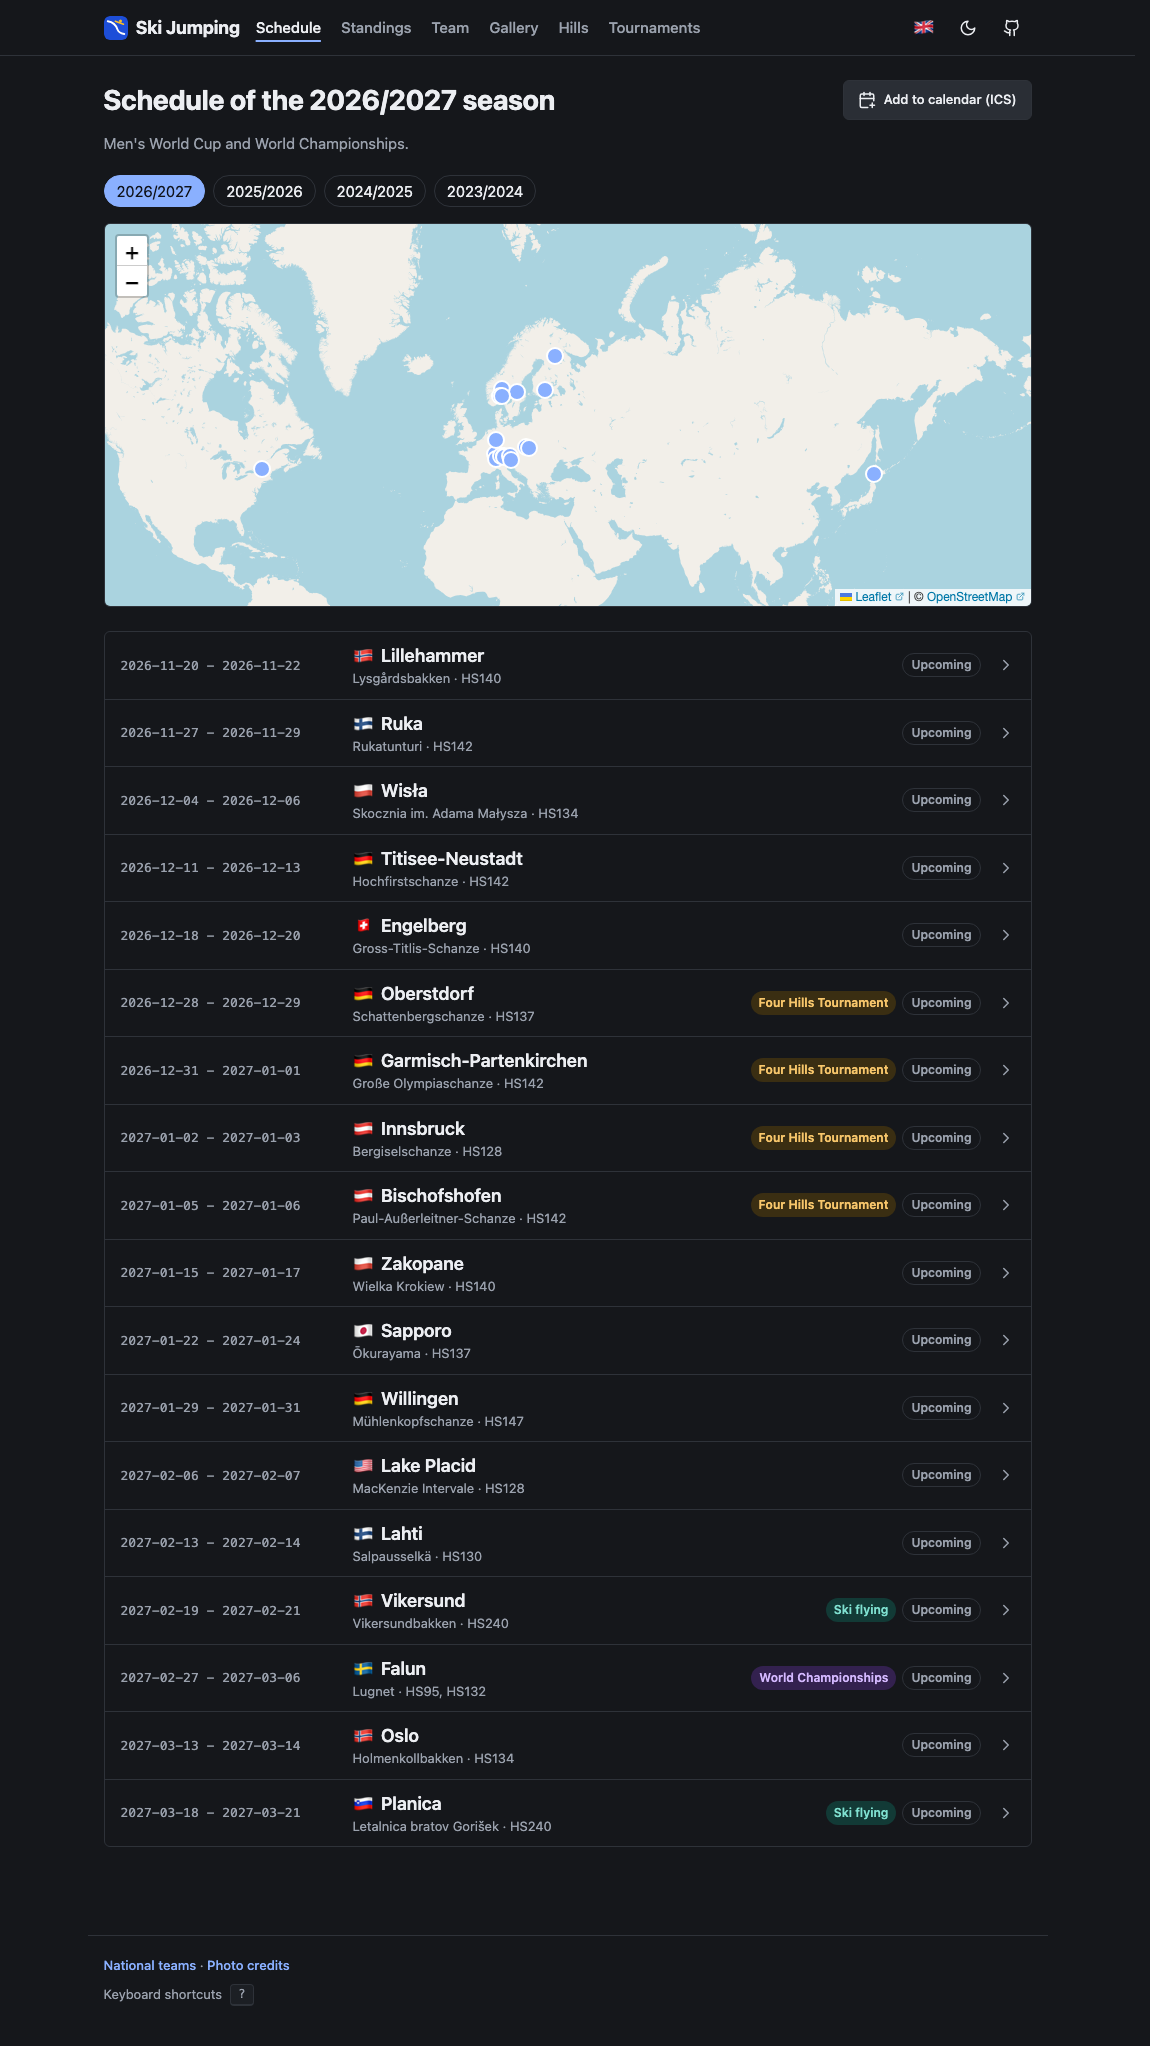 Ski Jumping Schedule Standings Team Gallery Hills Tournaments
Schedule of the 2026/2027 season
Add to calendar (ICS)
Men's World Cup and World Championships.
2026/2027 2025/2026 2024/2025 2023/2024
+
−
Leaflet | © OpenStreetMap
2026-11-20 – 2026-11-22 Lillehammer Upcoming
Lysgårdsbakken · HS140
2026-11-27 – 2026-11-29 Ruka Upcoming
Rukatunturi · HS142
2026-12-04 – 2026-12-06 Wisła Upcoming
Skocznia im. Adama Małysza · HS134
2026-12-11 – 2026-12-13 Titisee-Neustadt Upcoming
Hochfirstschanze · HS142
2026-12-18 – 2026-12-20 Engelberg Upcoming
Gross-Titlis-Schanze · HS140
2026-12-28 – 2026-12-29 Oberstdorf Four Hills Tournament Upcoming
Schattenbergschanze · HS137
2026-12-31 – 2027-01-01 Garmisch-Partenkirchen Four Hills Tournament Upcoming
Große Olympiaschanze · HS142
2027-01-02 – 2027-01-03 Innsbruck Four Hills Tournament Upcoming
Bergiselschanze · HS128
2027-01-05 – 2027-01-06 Bischofshofen Four Hills Tournament Upcoming
Paul-Außerleitner-Schanze · HS142
2027-01-15 – 2027-01-17 Zakopane Upcoming
Wielka Krokiew · HS140
2027-01-22 – 2027-01-24 Sapporo Upcoming
Ōkurayama · HS137
2027-01-29 – 2027-01-31 Willingen Upcoming
Mühlenkopfschanze · HS147
2027-02-06 – 2027-02-07 Lake Placid Upcoming
MacKenzie Intervale · HS128
2027-02-13 – 2027-02-14 Lahti Upcoming
Salpausselkä · HS130
2027-02-19 – 2027-02-21 Vikersund Ski flying Upcoming
Vikersundbakken · HS240
2027-02-27 – 2027-03-06 Falun World Championships Upcoming
Lugnet · HS95, HS132
2027-03-13 – 2027-03-14 Oslo Upcoming
Holmenkollbakken · HS134
2027-03-18 – 2027-03-21 Planica Ski flying Upcoming
Letalnica bratov Gorišek · HS240
National teams · Photo credits
Keyboard shortcuts ?